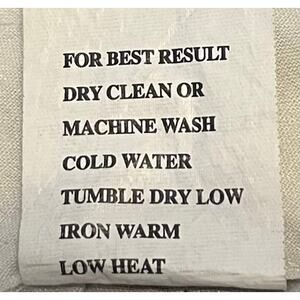 FOR BEST RESULT
DRY CLEAN OR
MACHINE WASH
COLD WATER
TUMBLE DRY LOW
IRON WARM
LOW HEAT